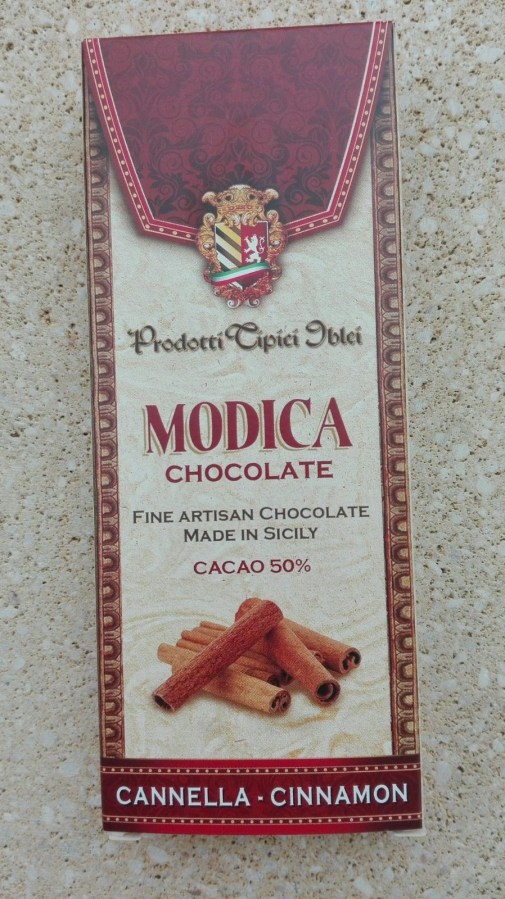 Prodotti Tipici Iblei
MODICA
CHOCOLATE
FINE ARTISAN CHOCOLATE
MADE IN SICILY
CACAO 50%
CANNELLA - CINNAMON